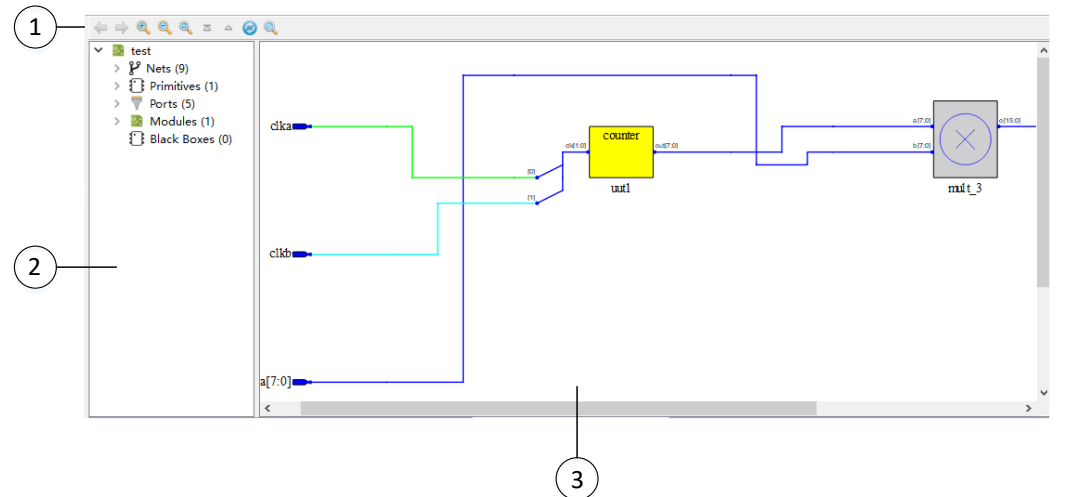 1
test
Nets (9)
Primitives (1)
Ports (5)
Modules (1)
Black Boxes (0)
2
clka
clkb
a[7:0]
[0]
[1]
clk[1:0]
counter
out[7:0]
uut1
a[7:0]
b[7:0]
o[15:0]
mult_3
3